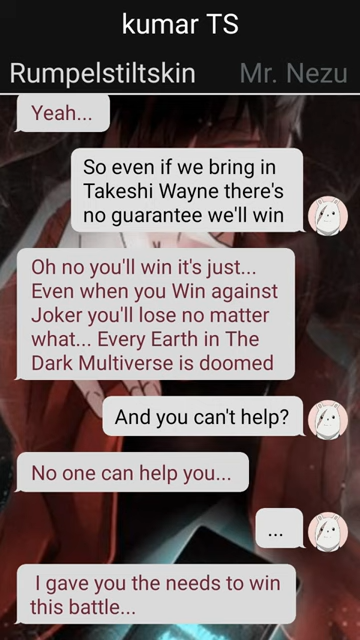 kumar TS
Rumpelstiltskin Mr. Nezu
Yeah...
So even if we bring in
Takeshi Wayne there's
no guarantee we'll win
Oh no you'll win it's just...
Even when you Win against
Joker you'll lose no matter
what... Every Earth in The
Dark Multiverse is doomed
And you can't help?
No one can help you...
...
I gave you the needs to win
this battle...